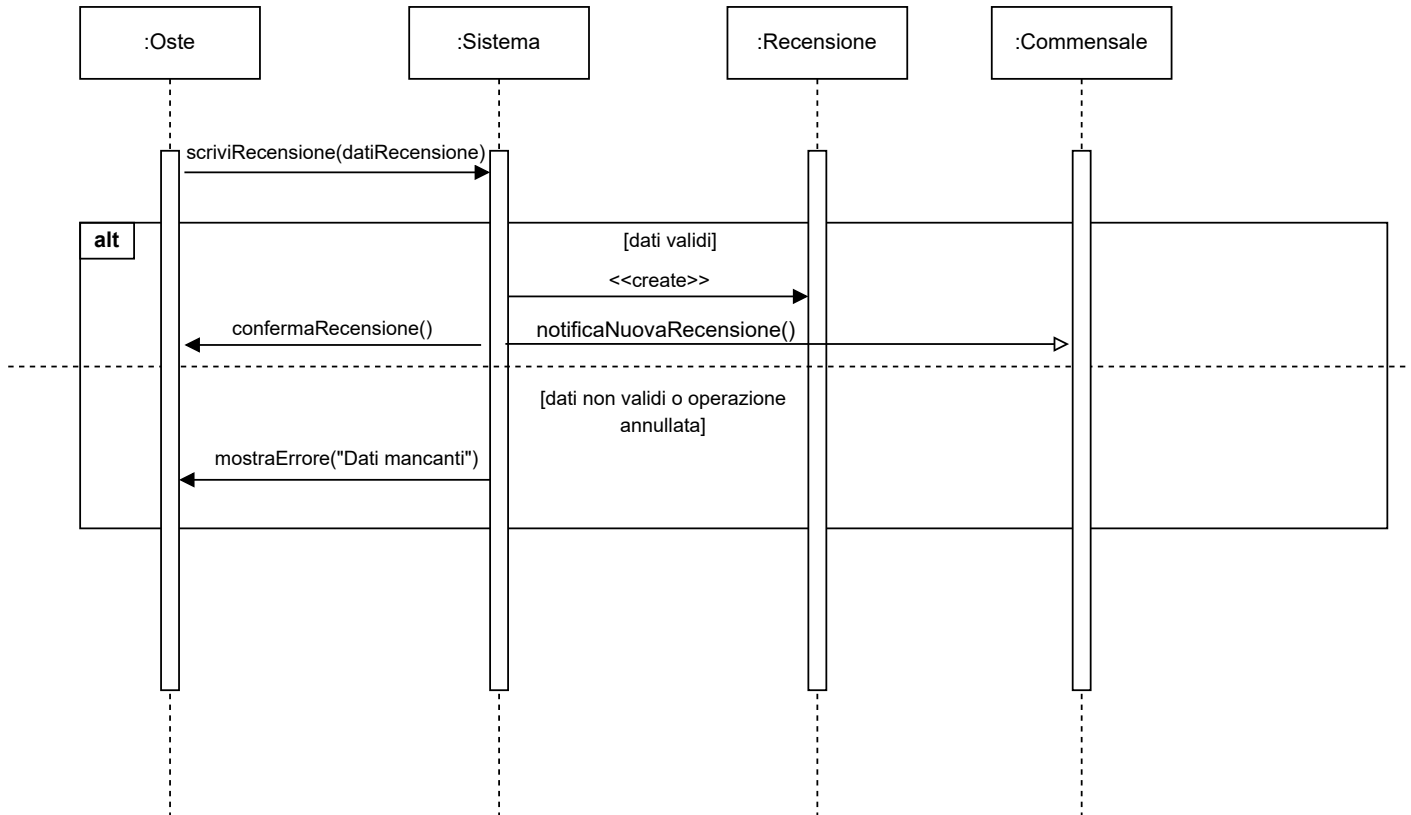 :Oste
:Sistema
:Recensione
:Commensale
scriviRecensione(datiRecensione)
alt
[dati validi]
<<create>>
confermaRecensione()
notificaNuovaRecensione()
[dati non validi o operazione
annullata]
mostraErrore("Dati mancanti")